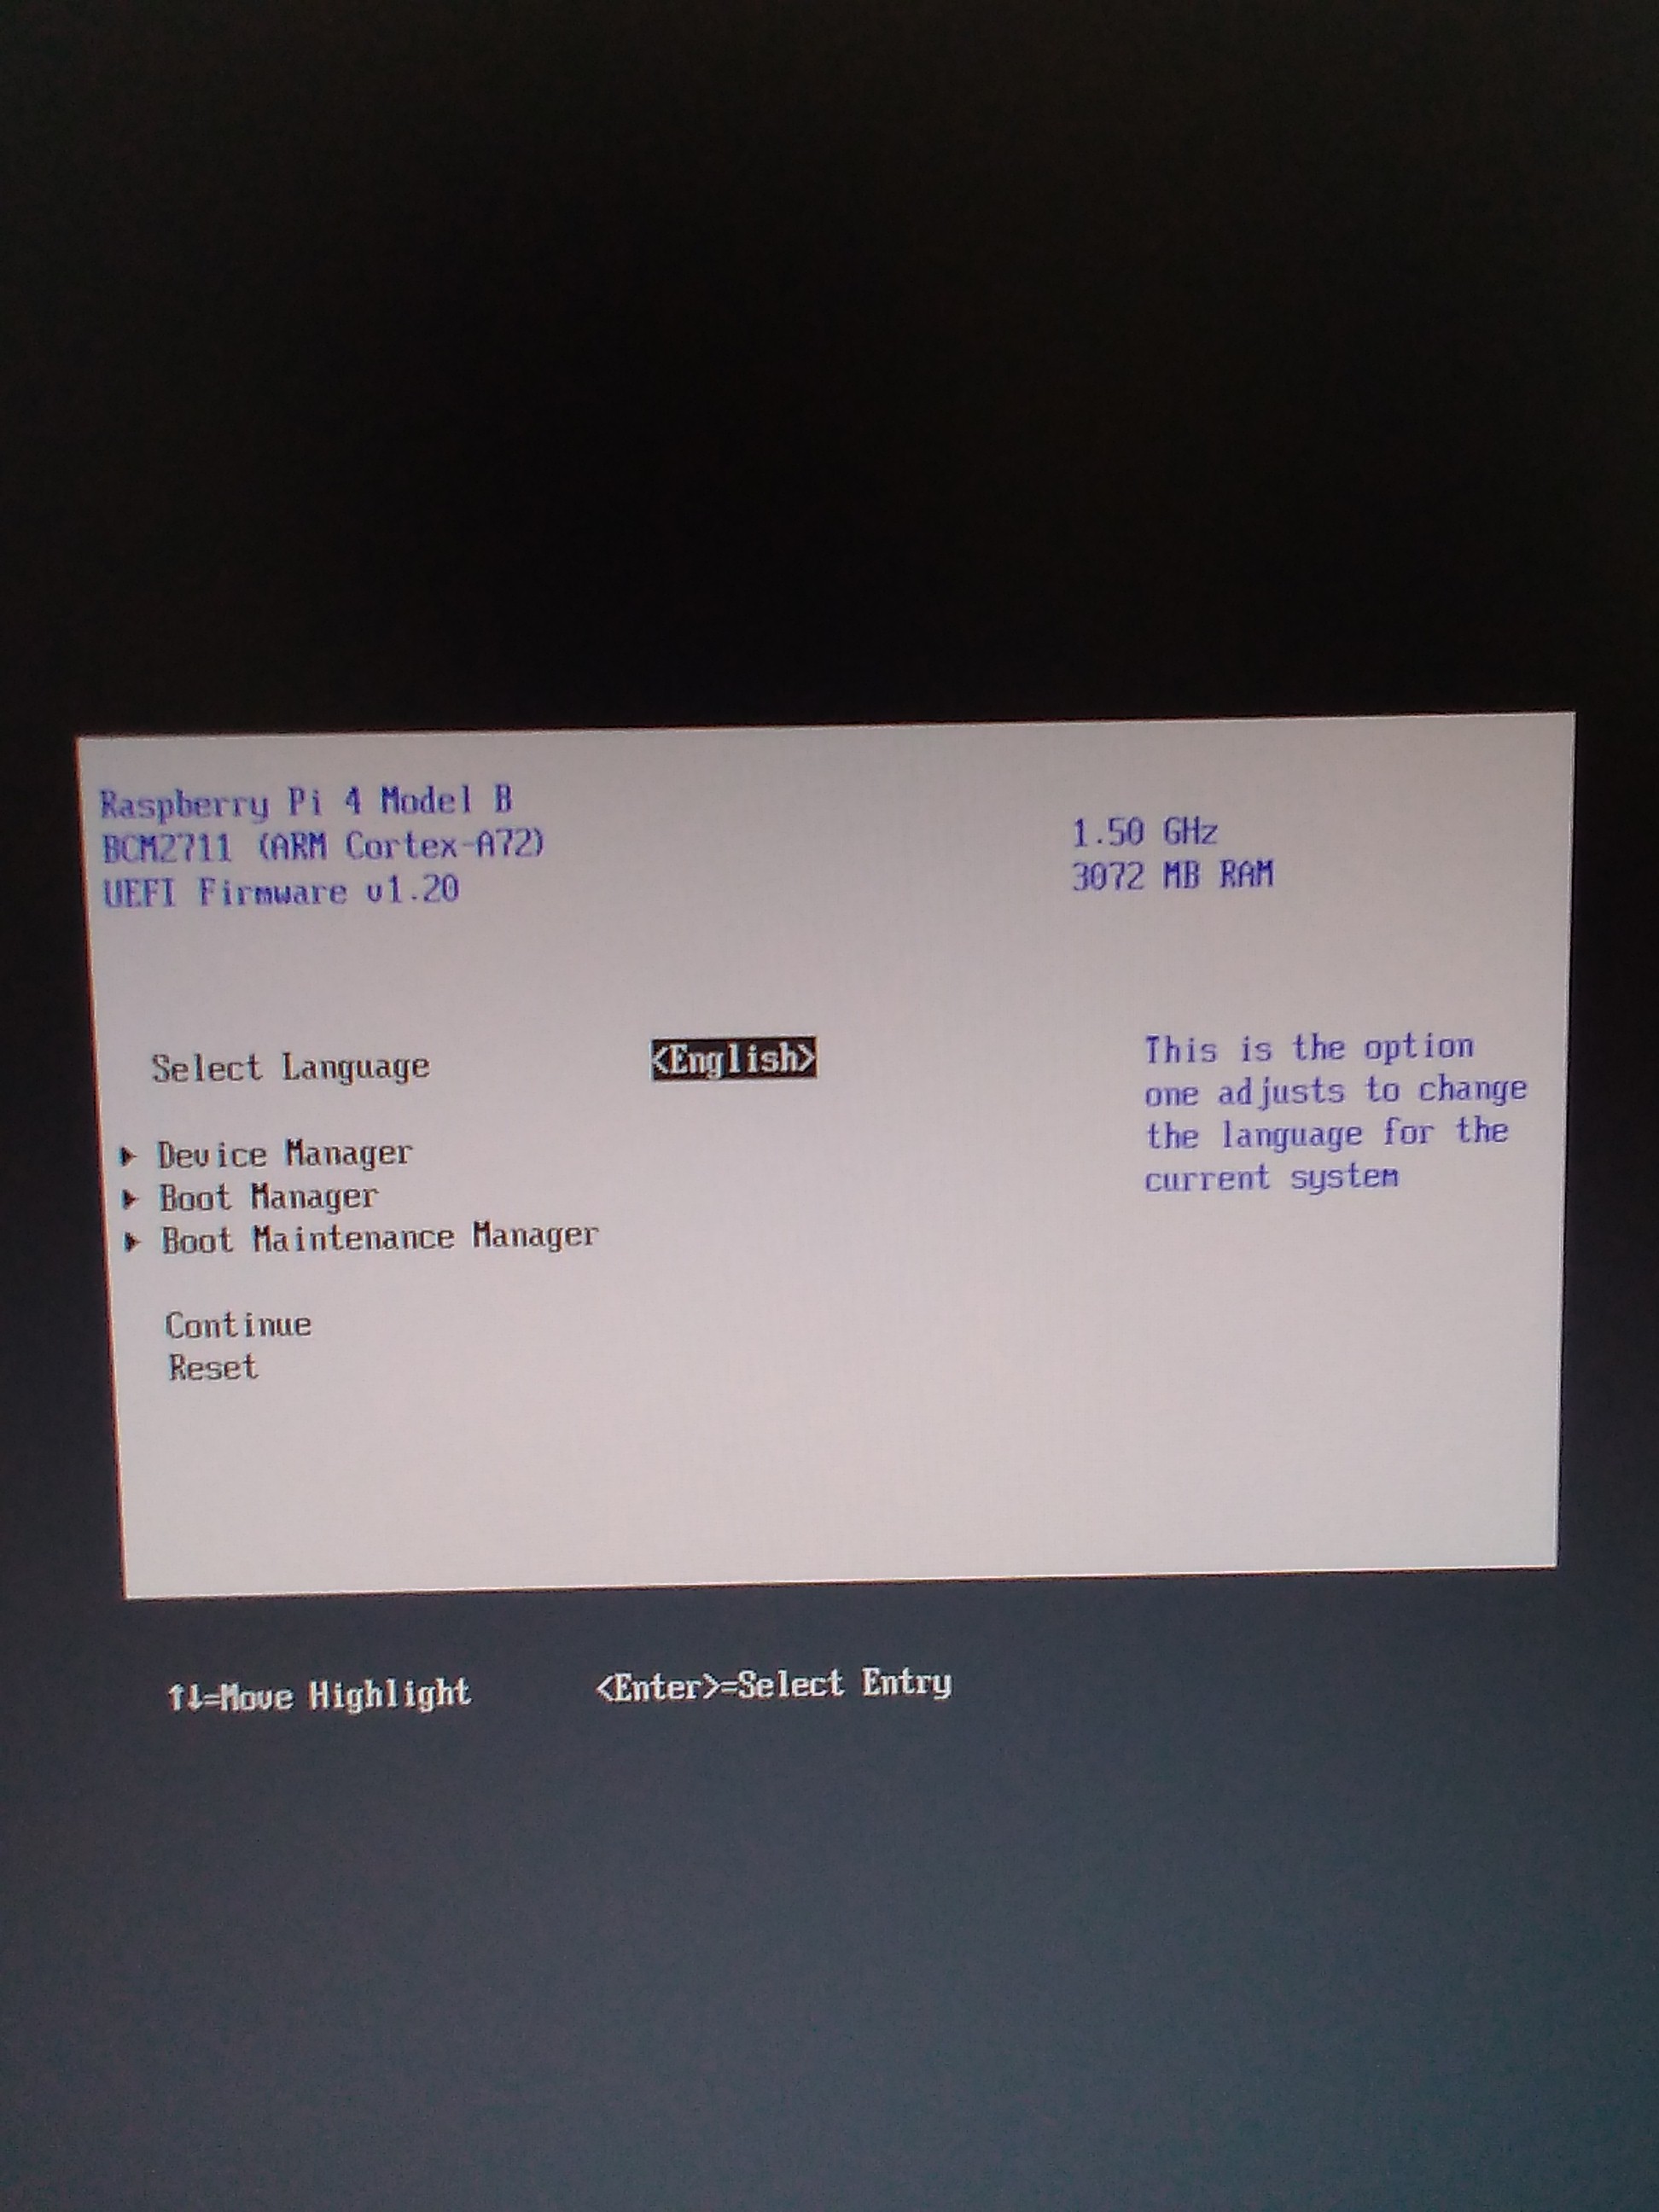 Raspberry Pi 4 Model B
BCM2711 (ARM Cortex-A72)
1.50 GHz
UEFI Firmware v1.20
3072 MB RAM
Select Language
<English>
This is the option
one adjusts to change
the language for the
current system
▶ Device Manager
▶ Boot Manager
▶ Boot Maintenance Manager
Continue
Reset
↑↓=Move Highlight
<Enter>=Select Entry